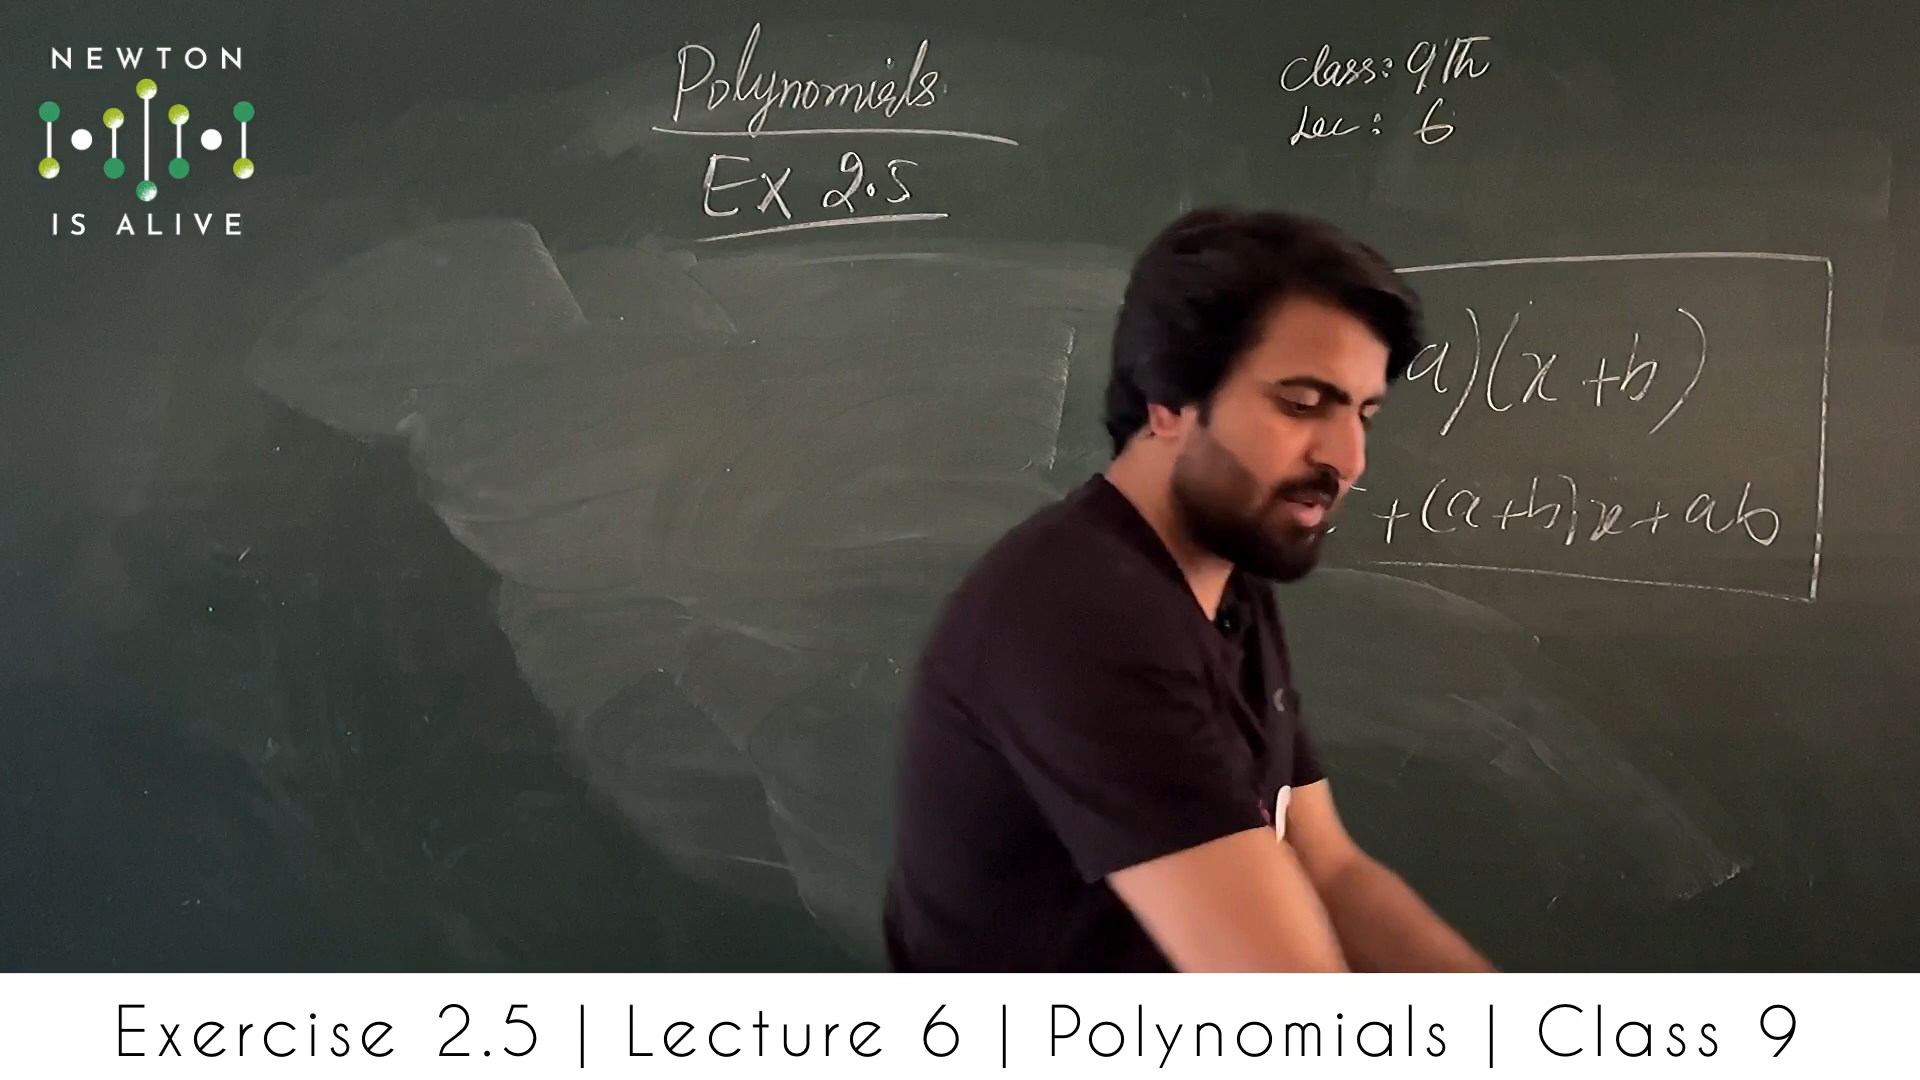 NEWTON
IS ALIVE
Polynomials
Ex 2.5
Class: 9th
Lec: 6
a)(x+b)
+(a+b)x+ab
Exercise 2.5 | Lecture 6 | Polynomials | Class 9